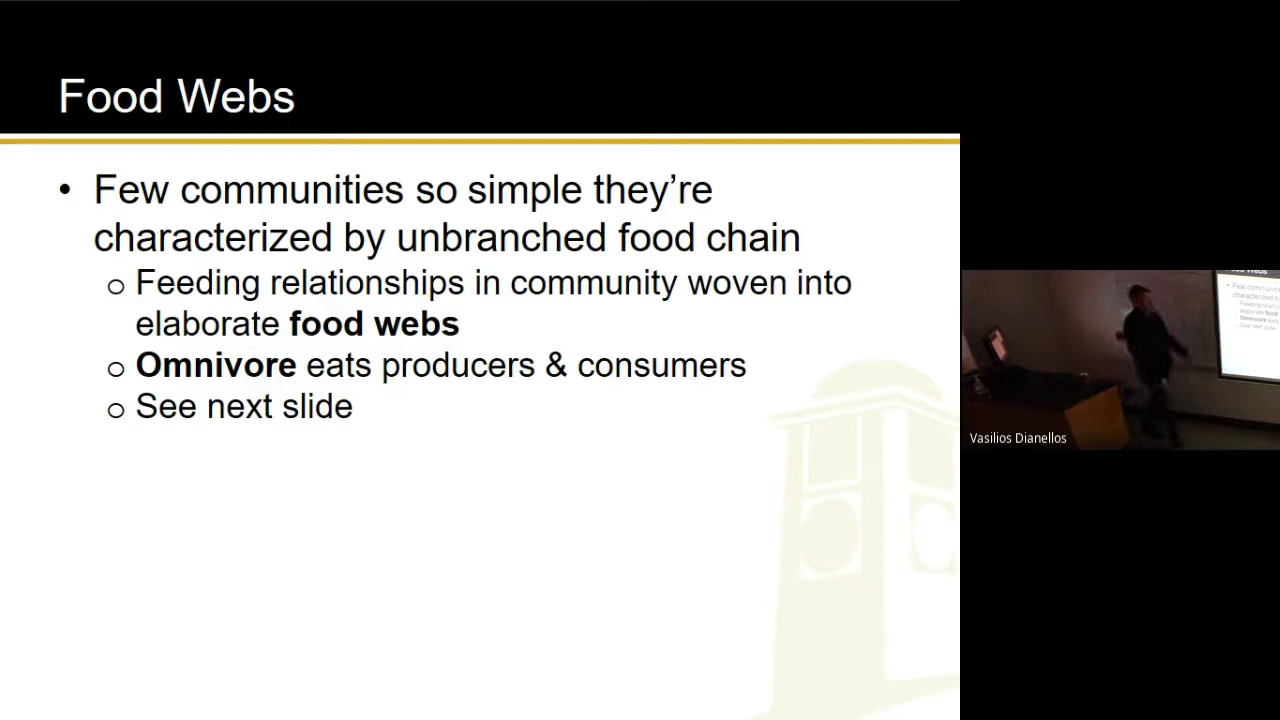 Food Webs
• Few communities so simple they’re
characterized by unbranched food chain
o Feeding relationships in community woven into
elaborate food webs
o Omnivore eats producers & consumers
o See next slide
Vasilios Dianellos